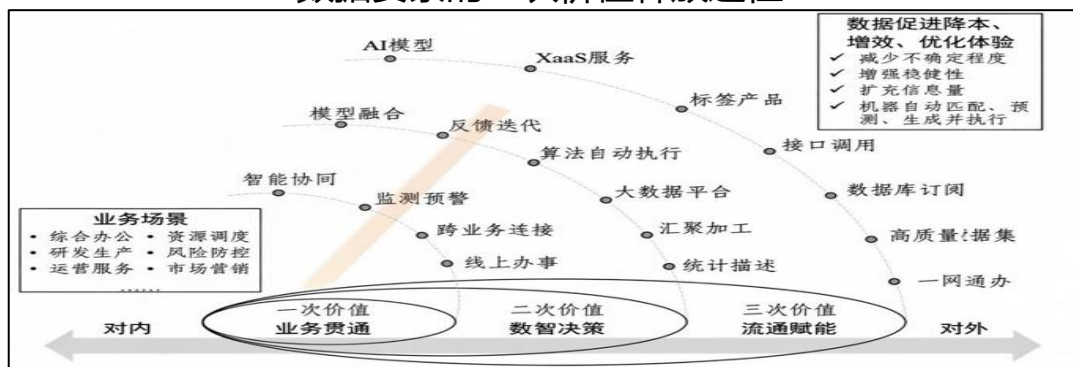 AI模型
XaaS服务
标签产品
接口调用
数据库订阅
一网通办
模型融合
反馈迭代
算法自动执行
大数据平台
汇聚加工
统计描述
智能协同
监测预警
跨业务连接
线上办事
数据促进降本、
增效、优化体验
✓ 减少不确定程度
✓ 增强稳健性
✓ 扩充信息量
✓ 机器自动匹配、预
测、生成并执行
业务场景
• 综合办公 • 资源调度
• 研发生产 • 风险防控
• 运营服务 • 市场营销
……
一次价值
业务贯通
二次价值
数智决策
三次价值
流通赋能
对内
对外